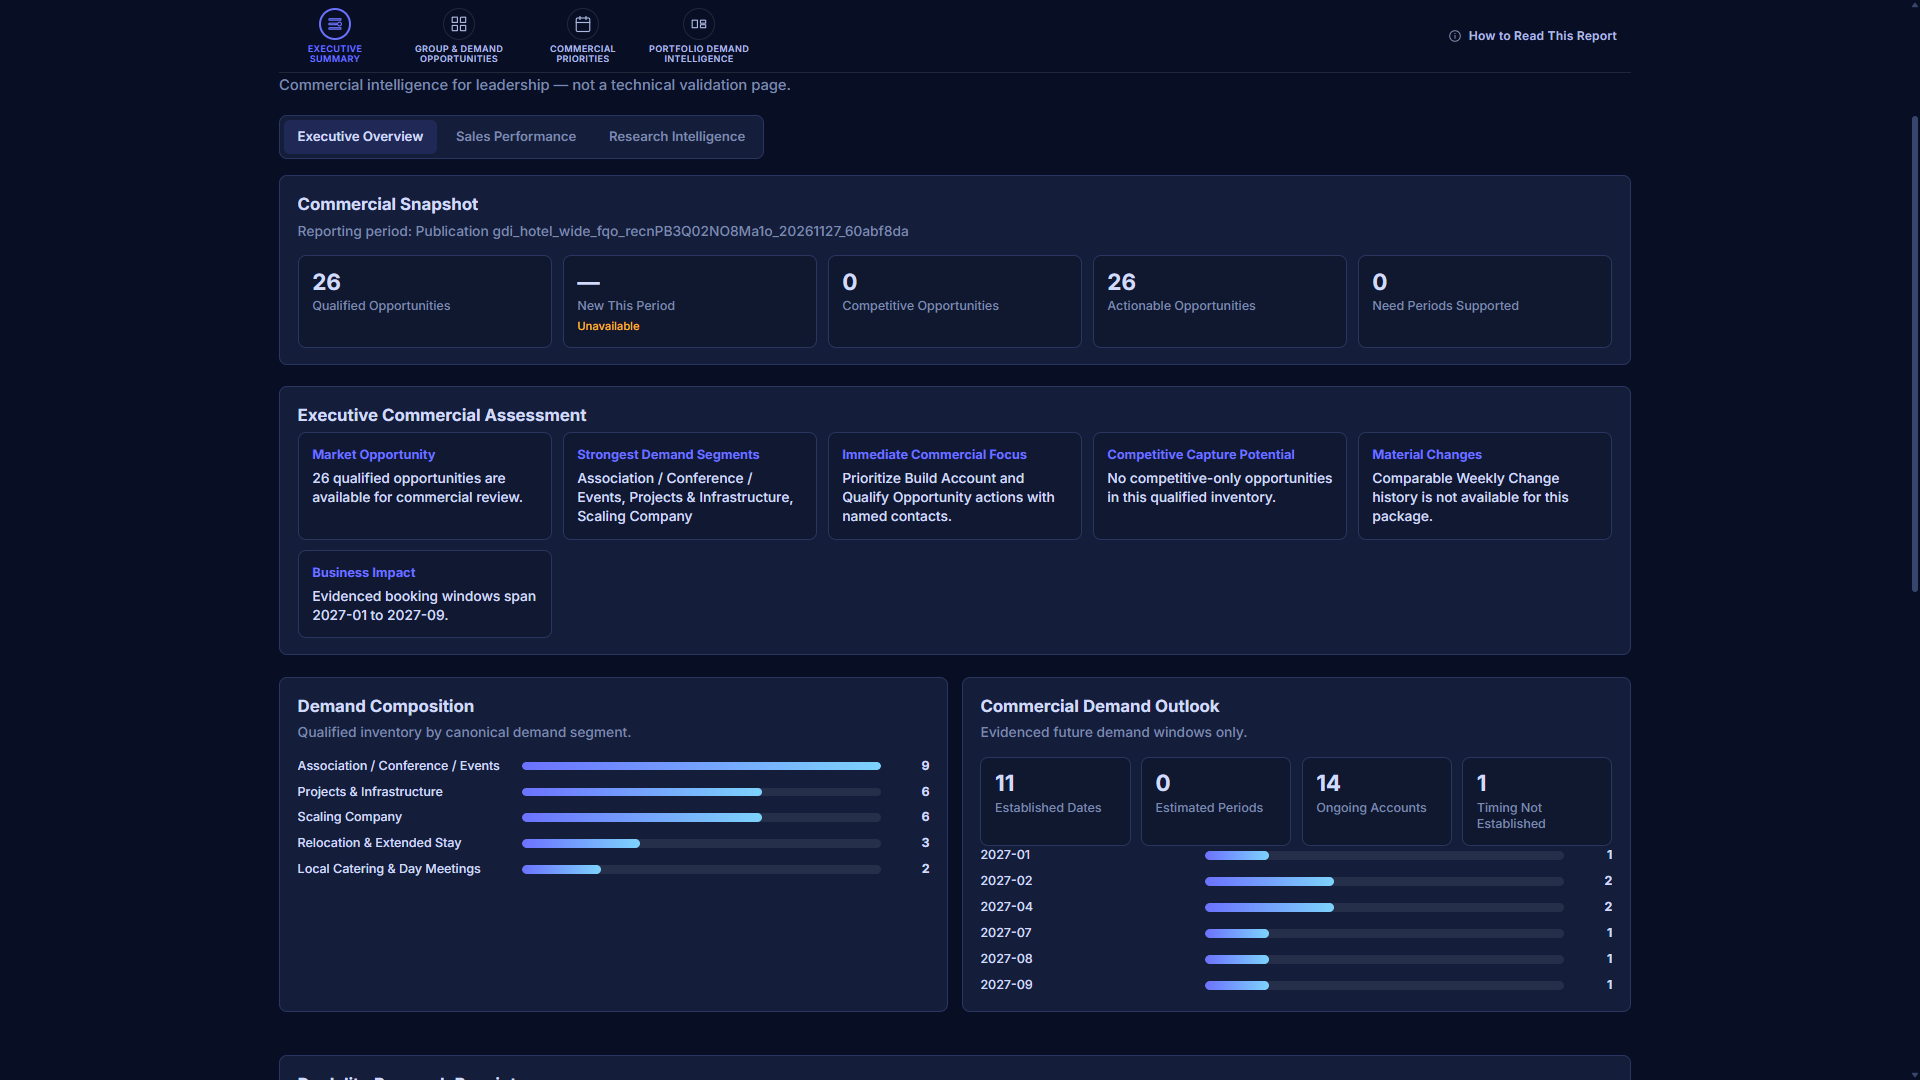 EXECUTIVE
SUMMARY
GROUP & DEMAND
OPPORTUNITIES
COMMERCIAL
PRIORITIES
PORTFOLIO DEMAND
INTELLIGENCE
How to Read This Report
Commercial intelligence for leadership — not a technical validation page.
Executive Overview
Sales Performance
Research Intelligence
Commercial Snapshot
Reporting period: Publication gdi_hotel_wide_fqo_recnPB3Q02NO8Ma1o_20261127_60abf8da
26
Qualified Opportunities
—
New This Period
Unavailable
0
Competitive Opportunities
26
Actionable Opportunities
0
Need Periods Supported
Executive Commercial Assessment
Market Opportunity
26 qualified opportunities are
available for commercial review.
Strongest Demand Segments
Association / Conference /
Events, Projects & Infrastructure,
Scaling Company
Immediate Commercial Focus
Prioritize Build Account and
Qualify Opportunity actions with
named contacts.
Competitive Capture Potential
No competitive-only opportunities
in this qualified inventory.
Material Changes
Comparable Weekly Change
history is not available for this
package.
Business Impact
Evidenced booking windows span
2027-01 to 2027-09.
Demand Composition
Qualified inventory by canonical demand segment.
Association / Conference / Events 9
Projects & Infrastructure 6
Scaling Company 6
Relocation & Extended Stay 3
Local Catering & Day Meetings 2
Commercial Demand Outlook
Evidenced future demand windows only.
11
Established Dates
0
Estimated Periods
14
Ongoing Accounts
1
Timing Not
Established
2027-01 1
2027-02 2
2027-04 2
2027-07 1
2027-08 1
2027-09 1